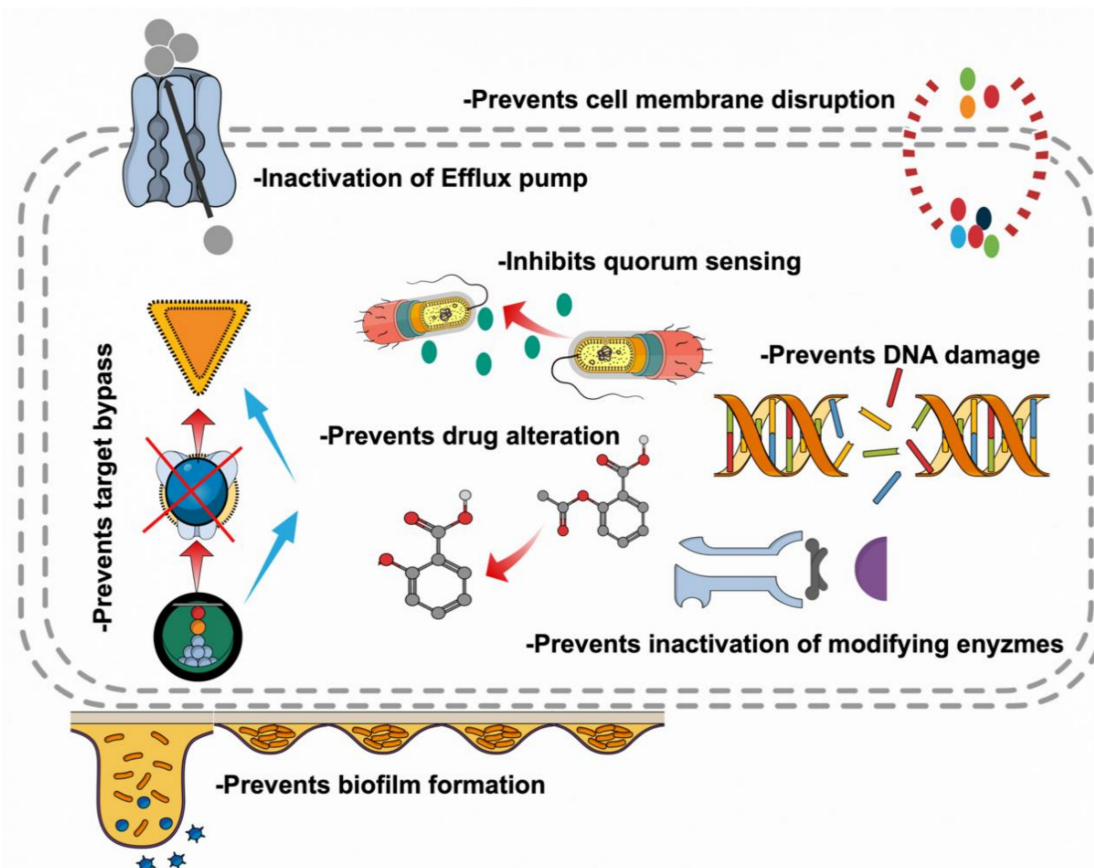 -Prevents cell membrane disruption
-Inactivation of Efflux pump
-Inhibits quorum sensing
-Prevents DNA damage
-Prevents target bypass
-Prevents drug alteration
-Prevents inactivation of modifying enyzmes
-Prevents biofilm formation